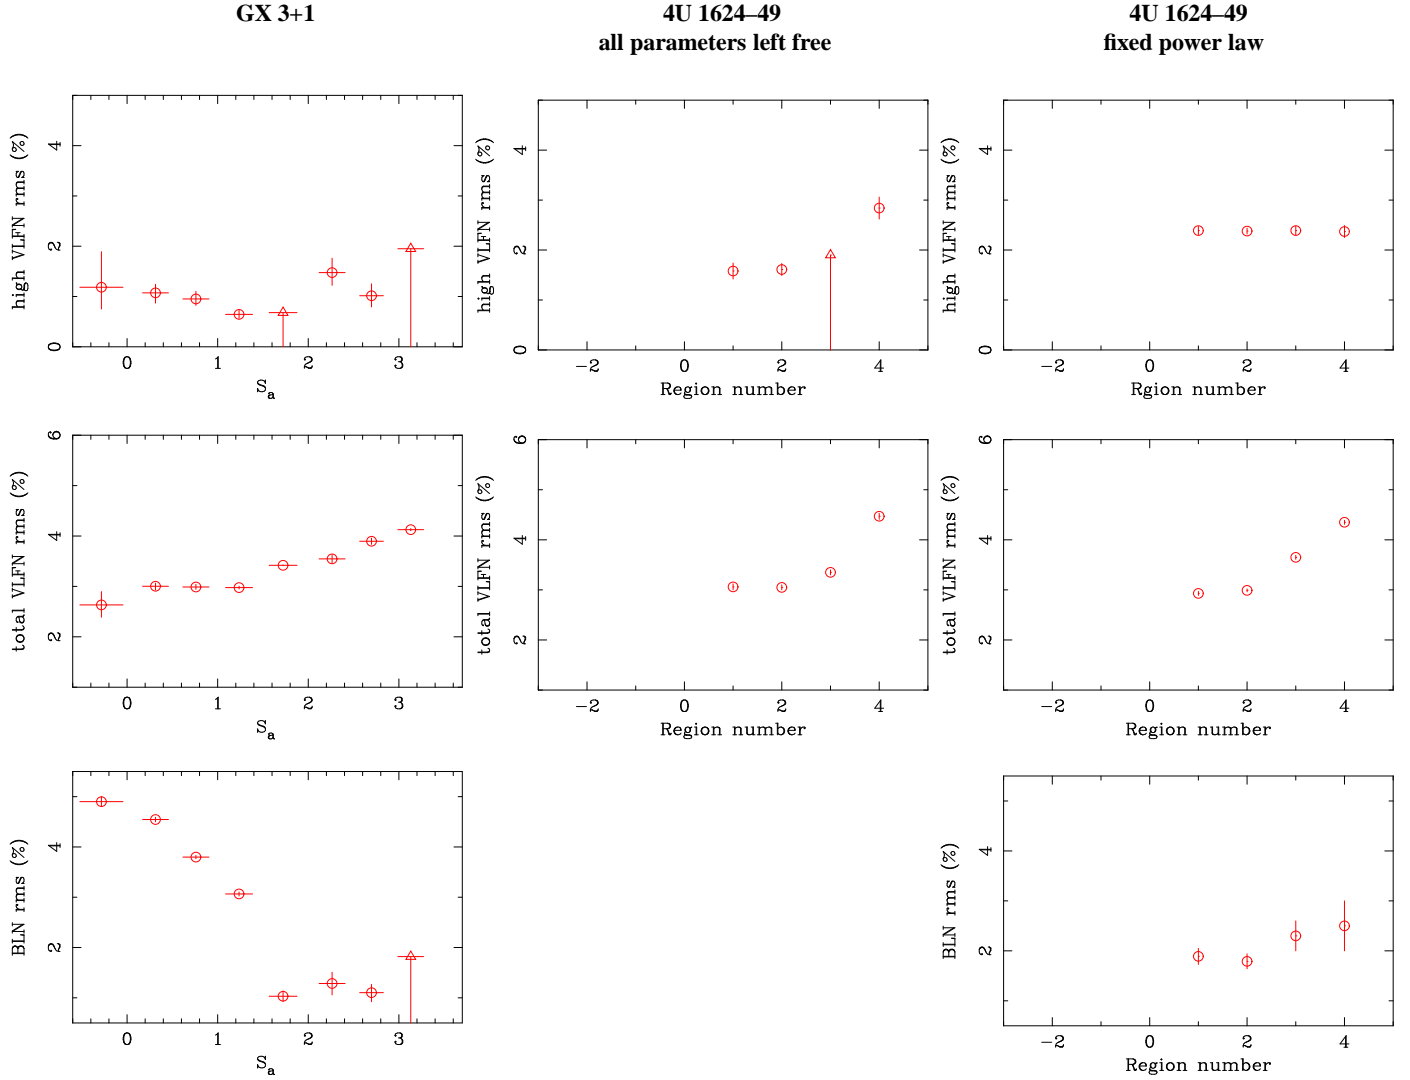 GX 3+1
4U 1624–49
all parameters left free
4U 1624–49
fixed power law
high VLFN rms (%)
0 2 4
0 1 2 3
Sa
high VLFN rms (%)
0 2 4
−2 0 2 4
Region number
high VLFN rms (%)
0 2 4
−2 0 2 4
Rgion number
total VLFN rms (%)
2 4 6
0 1 2 3
Sa
total VLFN rms (%)
2 4 6
−2 0 2 4
Region number
total VLFN rms (%)
2 4 6
−2 0 2 4
Region number
BLN rms (%)
2 4
0 1 2 3
Sa
BLN rms (%)
2 4
−2 0 2 4
Region number